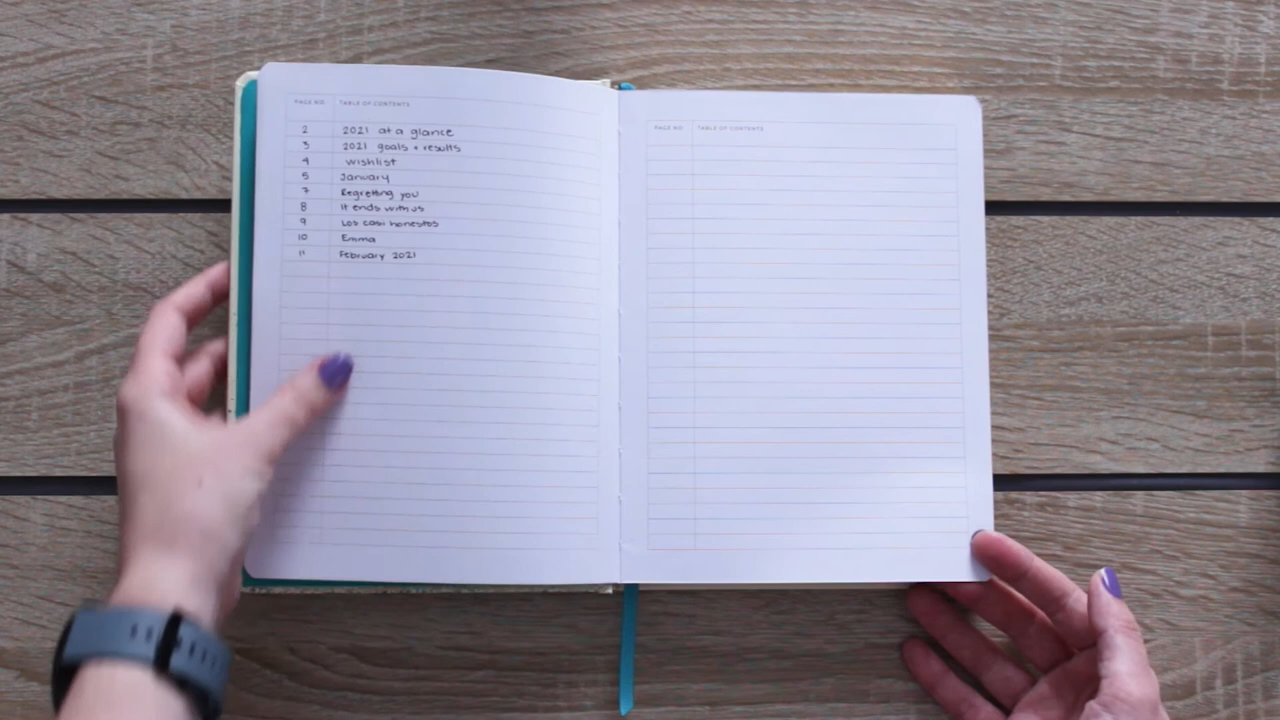 PAGE NO. TABLE OF CONTENTS
2 2021 at a glance
3 2021 goals + results
4 wishlist
5 January
7 Regretting you
8 It ends with us
9 Los casi honestos
10 Emma
11 February 2021
PAGE NO. TABLE OF CONTENTS